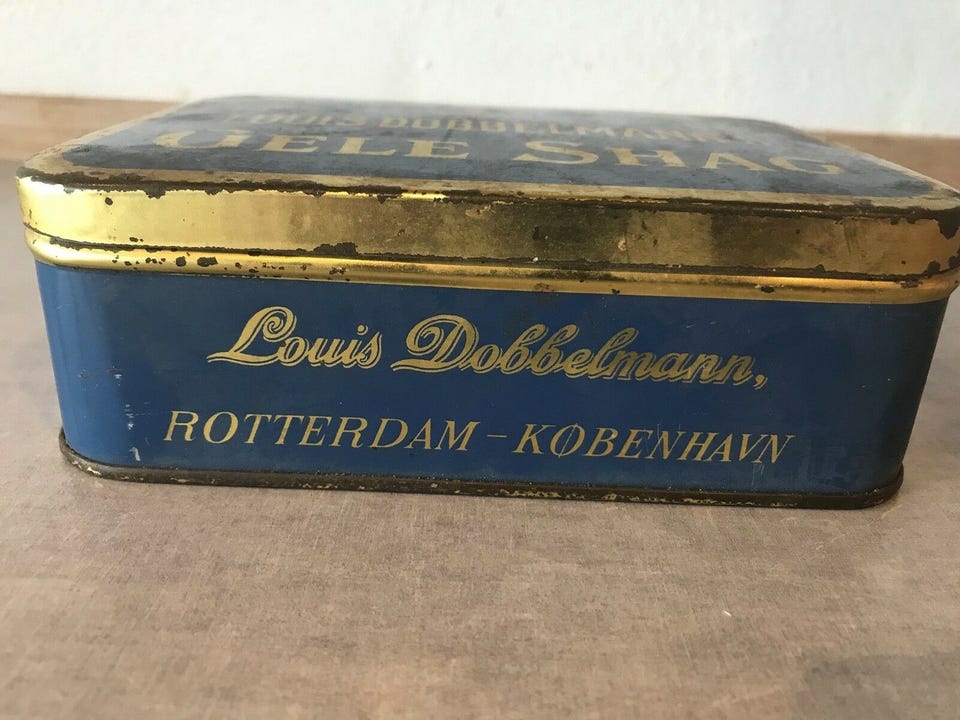 LOUIS DOBBELMANN
GELE SHAG
Louis Dobbelmann,
ROTTERDAM – KØBENHAVN